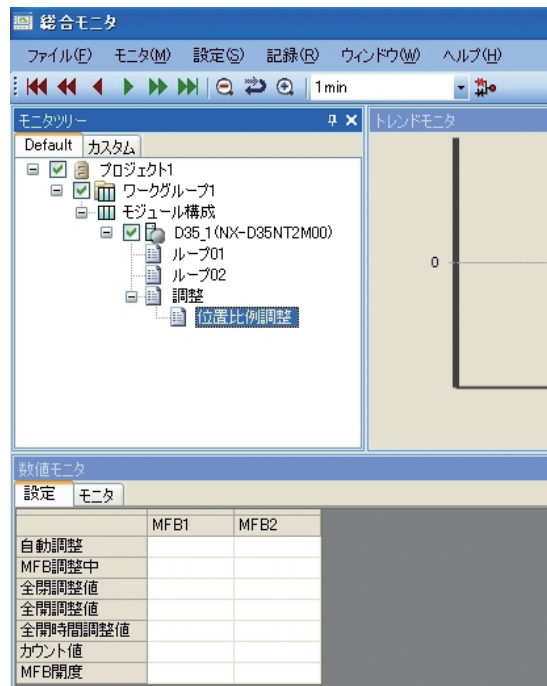 総合モニタ
ファイル(F) モニタ(M) 設定(S) 記録(R) ウィンドウ(W) ヘルプ(H)
1min
モニタツリー
トレンドモニタ
Default カスタム
プロジェクト1
ワークグループ1
モジュール構成
D35_1(NX-D35NT2M00)
ループ01
ループ02
調整
位置比例調整
0
数値モニタ
設定 モニタ
MFB1 MFB2
自動調整
MFB調整中
全閉調整値
全開調整値
全開時間調整値
カウント値
MFB開度